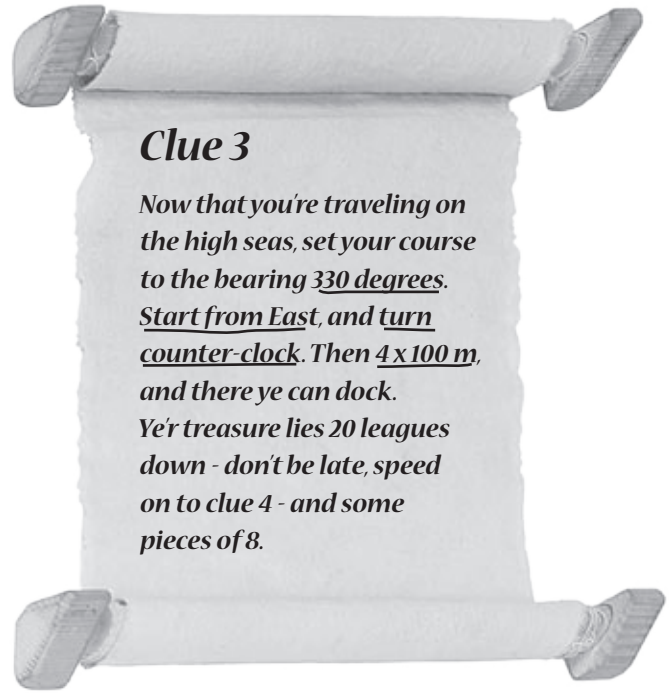 Clue 3
Now that you're traveling on
the high seas, set your course
to the bearing 330 degrees.
Start from East, and turn
counter-clock. Then 4 x 100 m,
and there ye can dock.
Ye'r treasure lies 20 leagues
down - don't be late, speed
on to clue 4 - and some
pieces of 8.